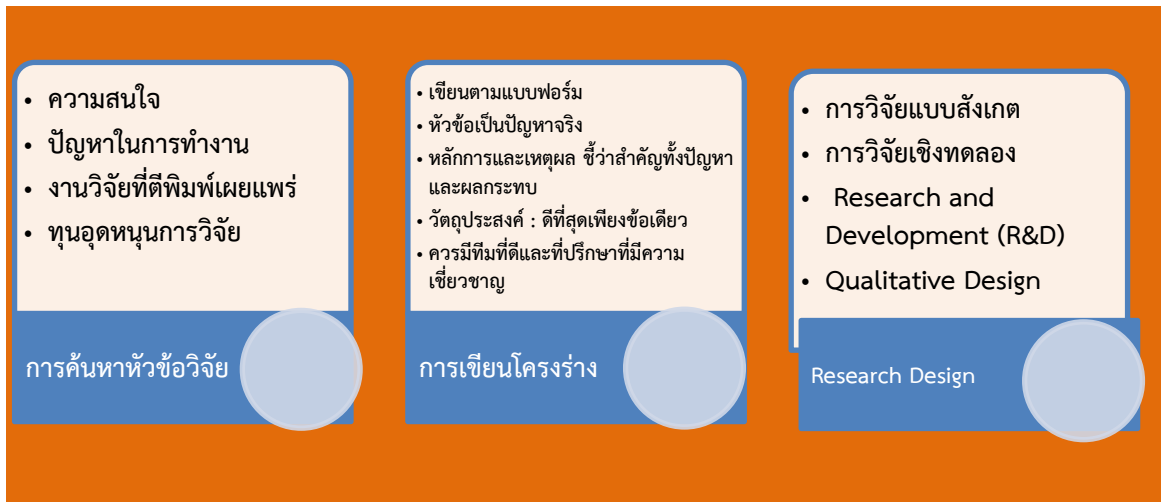 • ความสนใจ
• ปัญหาในการทำงาน
• งานวิจัยที่ตีพิมพ์เผยแพร่
• ทุนอุดหนุนการวิจัย
การค้นหาหัวข้อวิจัย
• เขียนตามแบบฟอร์ม
• หัวข้อเป็นปัญหาจริง
• หลักการและเหตุผล ชี้ว่าสำคัญทั้งปัญหา
และผลกระทบ
• วัตถุประสงค์ : ดีที่สุดเพียงข้อเดียว
• ควรมีทีมที่ดีและที่ปรึกษาที่มีความ
เชี่ยวชาญ
การเขียนโครงร่าง
• การวิจัยแบบสังเกต
• การวิจัยเชิงทดลอง
• Research and
Development (R&D)
• Qualitative Design
Research Design